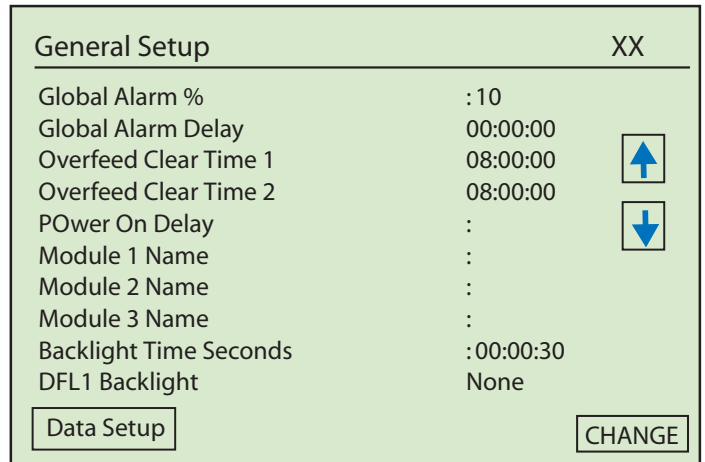 General Setup XX
Global Alarm % :10
Global Alarm Delay 00:00:00
Overfeed Clear Time 1 08:00:00
Overfeed Clear Time 2 08:00:00
POwer On Delay :
Module 1 Name :
Module 2 Name :
Module 3 Name :
Backlight Time Seconds :00:00:30
DFL1 Backlight None
Data Setup CHANGE